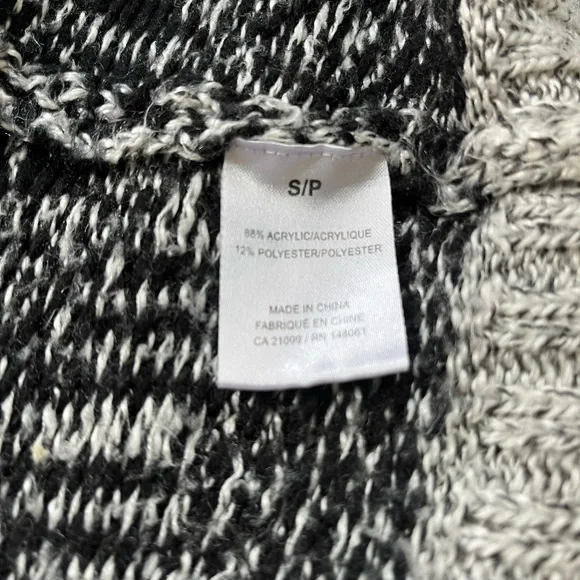 S/P
88% ACRYLIC/ACRYLIQUE
12% POLYESTER/POLYESTER
MADE IN CHINA
FABRIQUÉ EN CHINE
CA 21099 / RN 148061